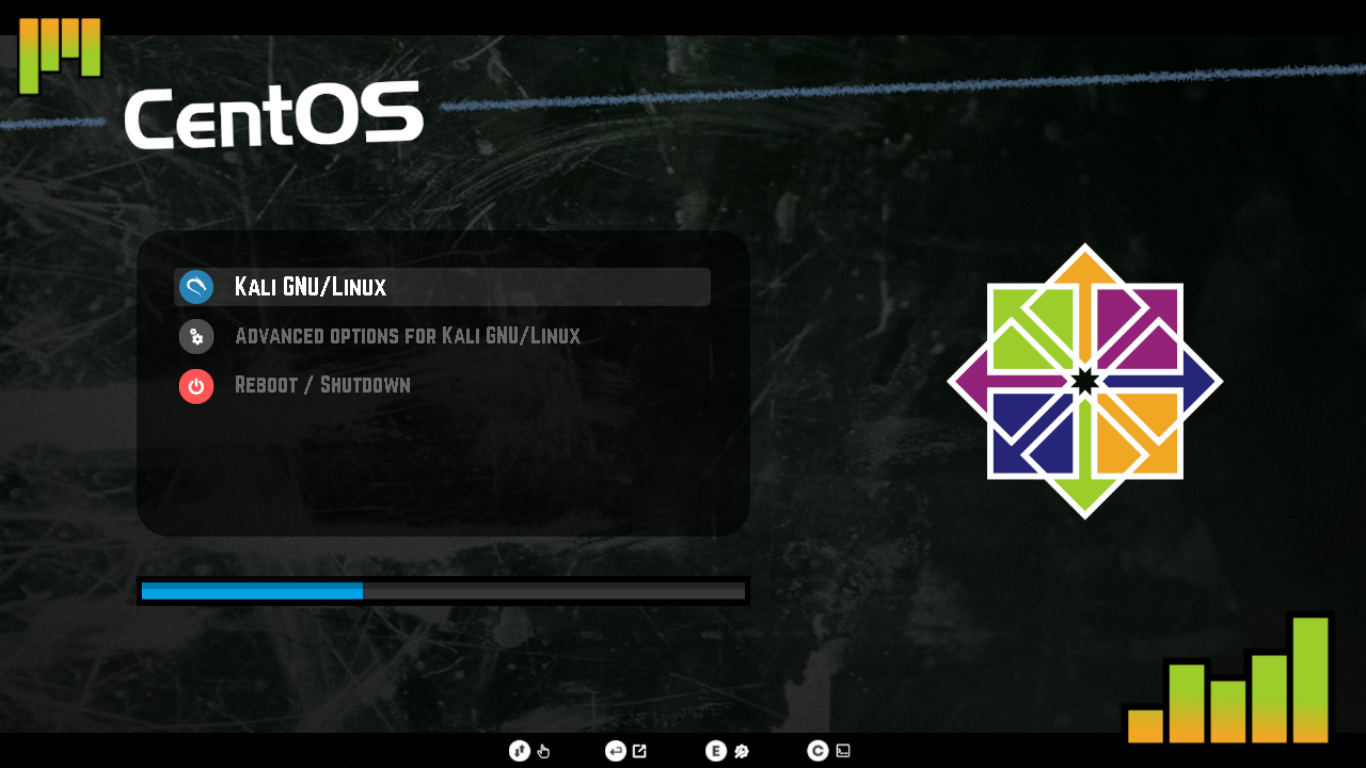 CentOS
Kali GNU/Linux
Advanced options for Kali GNU/Linux
Reboot / Shutdown
E
C